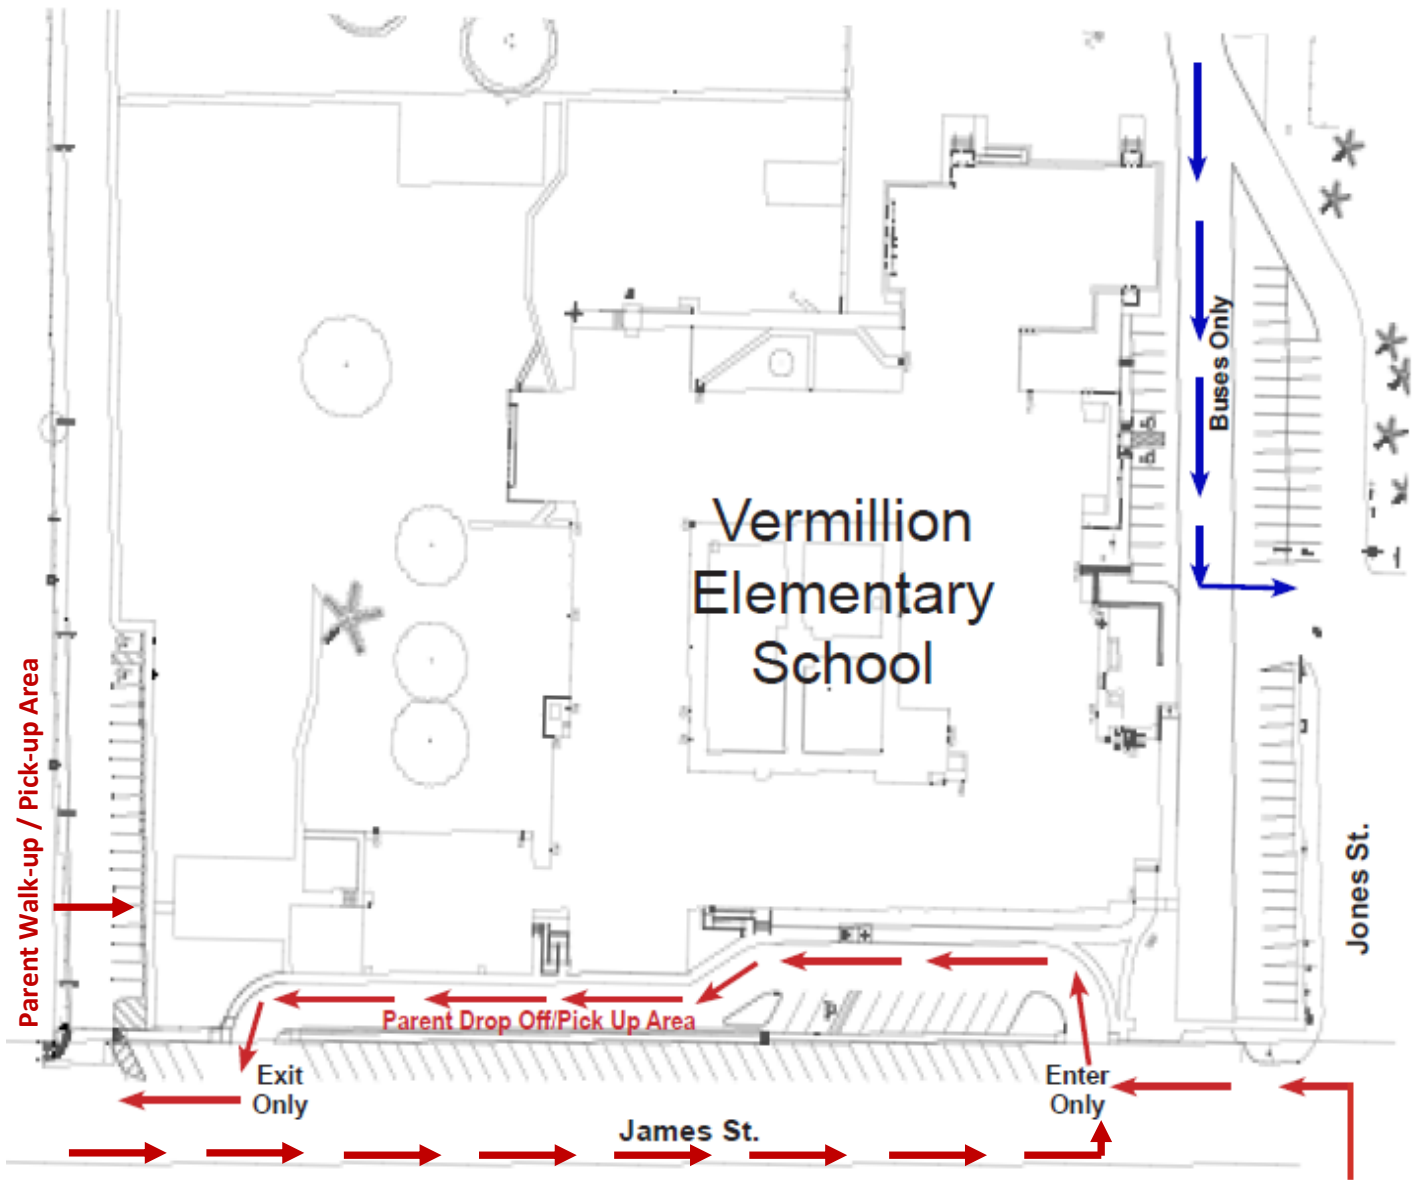 Buses Only
Vermillion
Elementary
School
Parent Walk-up / Pick-up Area
Jones St.
Parent Drop Off/Pick Up Area
Exit
Only
Enter
Only
James St.